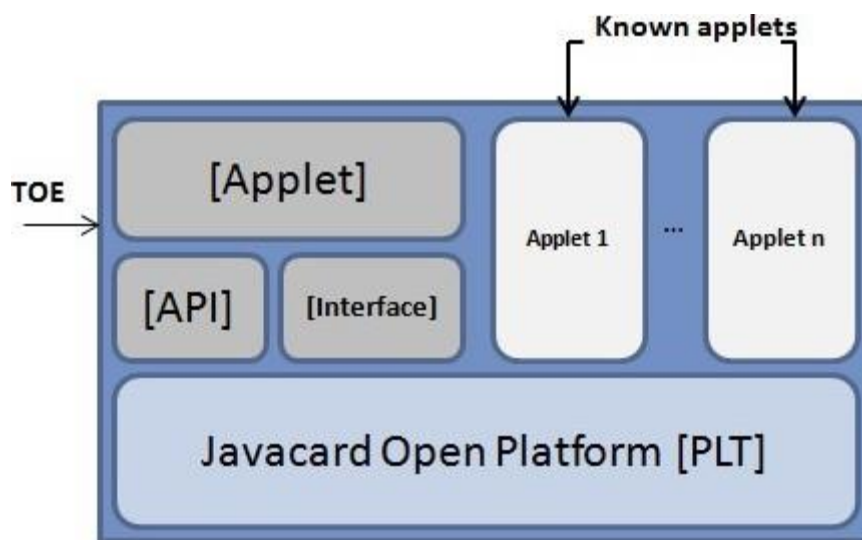 Known applets
TOE
[Applet]
Applet 1
...
Applet n
[API]
[Interface]
Javacard Open Platform [PLT]